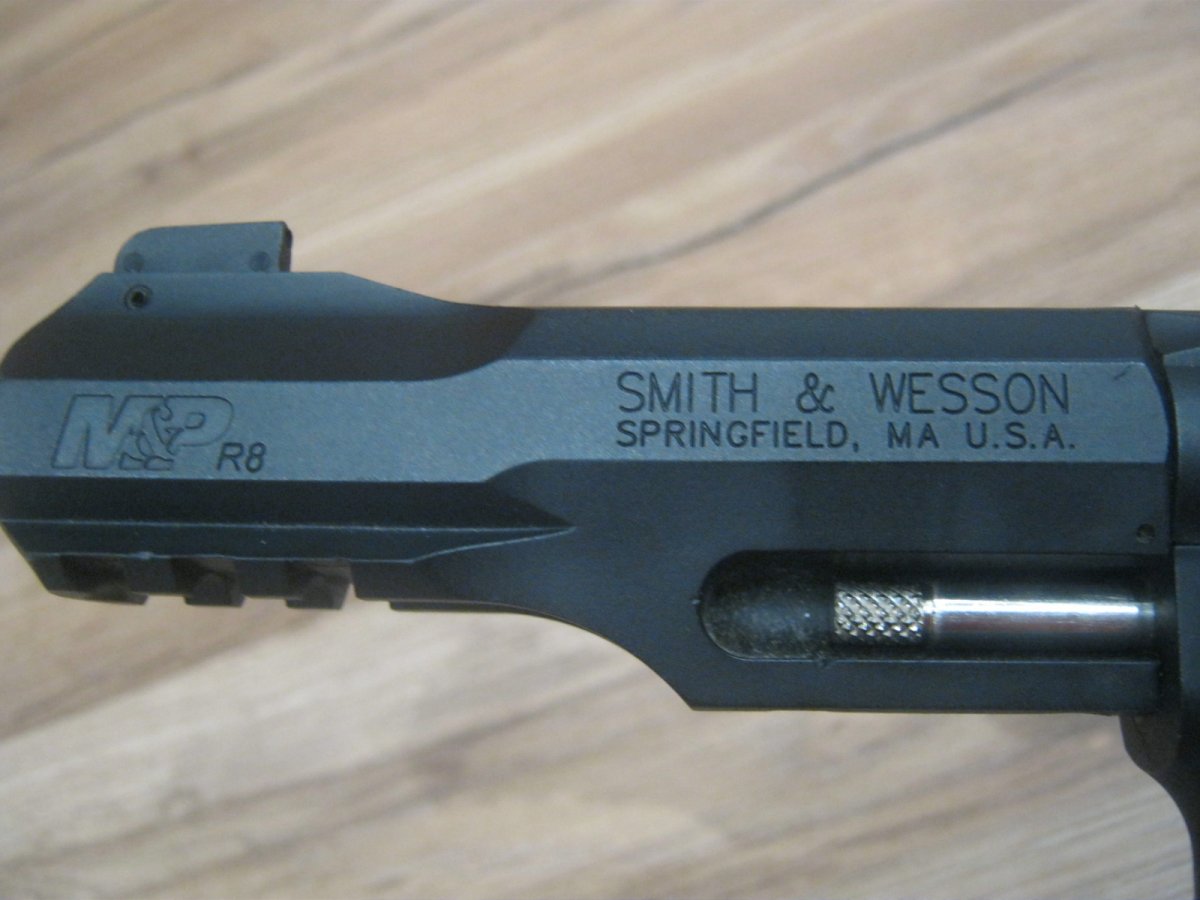 M&P R8
SMITH & WESSON
SPRINGFIELD, MA U.S.A.